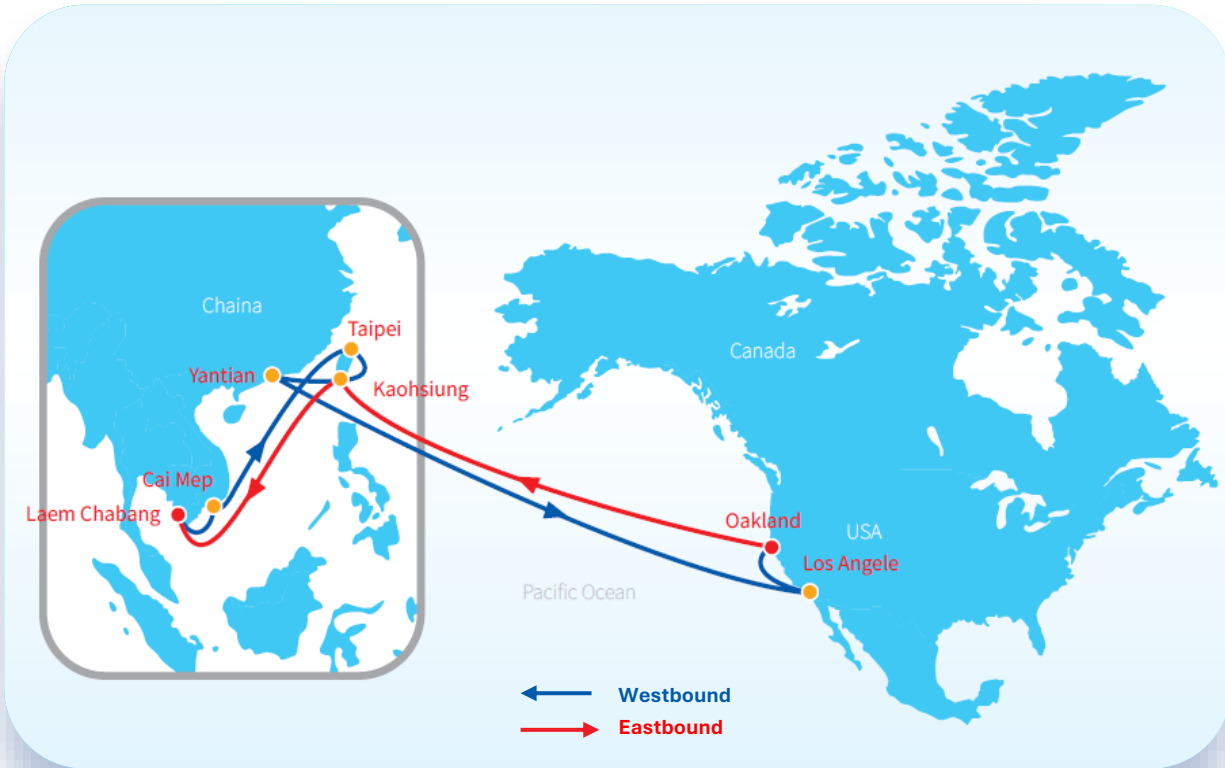 Chaina
Taipei
Yantian
Kaohsiung
Cai Mep
Laem Chabang
Canada
Oakland
USA
Los Angele
Pacific Ocean
Westbound
Eastbound